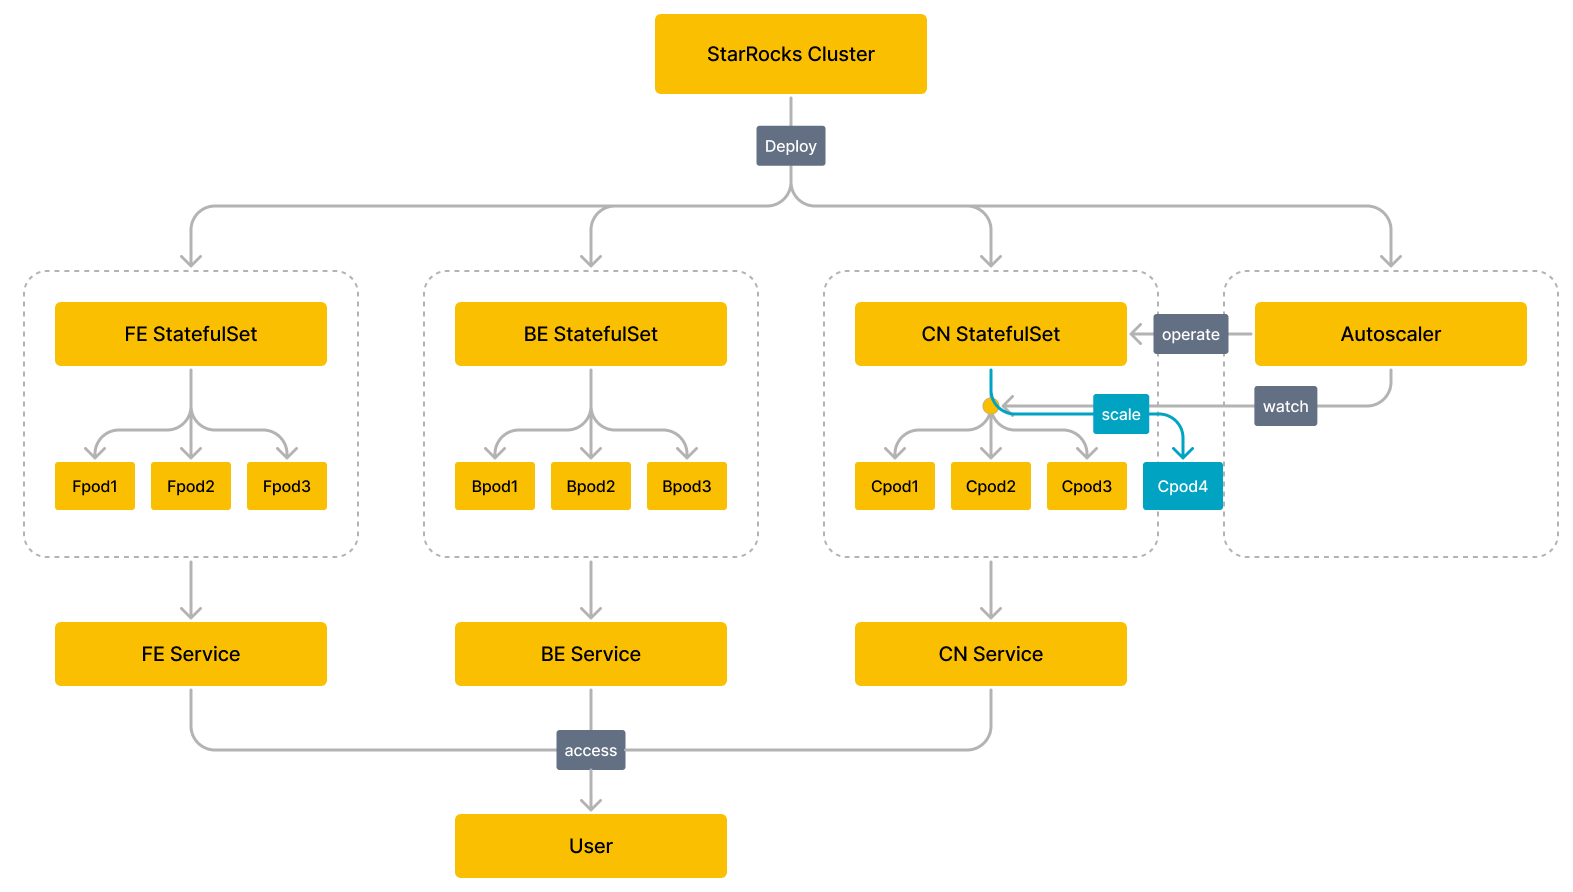 StarRocks Cluster
Deploy
FE StatefulSet
BE StatefulSet
CN StatefulSet
operate
Autoscaler
scale
watch
Fpod1
Fpod2
Fpod3
Bpod1
Bpod2
Bpod3
Cpod1
Cpod2
Cpod3
Cpod4
FE Service
BE Service
CN Service
access
User